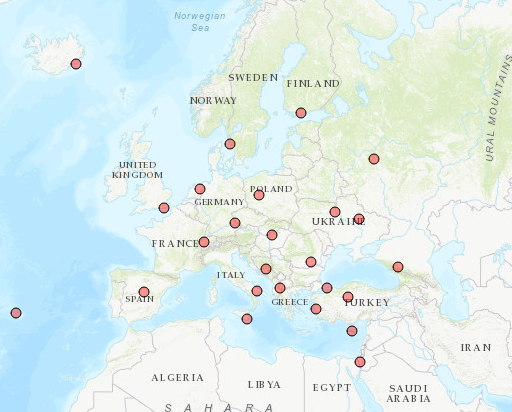 Norwegian
Sea
SWEDEN
FINLAND
NORWAY
URAL MOUNTAINS
UNITED
KINGDOM
POLAND
GERMANY
UKRAINE
FRANCE
ITALY
SPAIN
GREECE
TURKEY
IRAN
ALGERIA
LIBYA
EGYPT
SAUDI
ARABIA
SAHARA